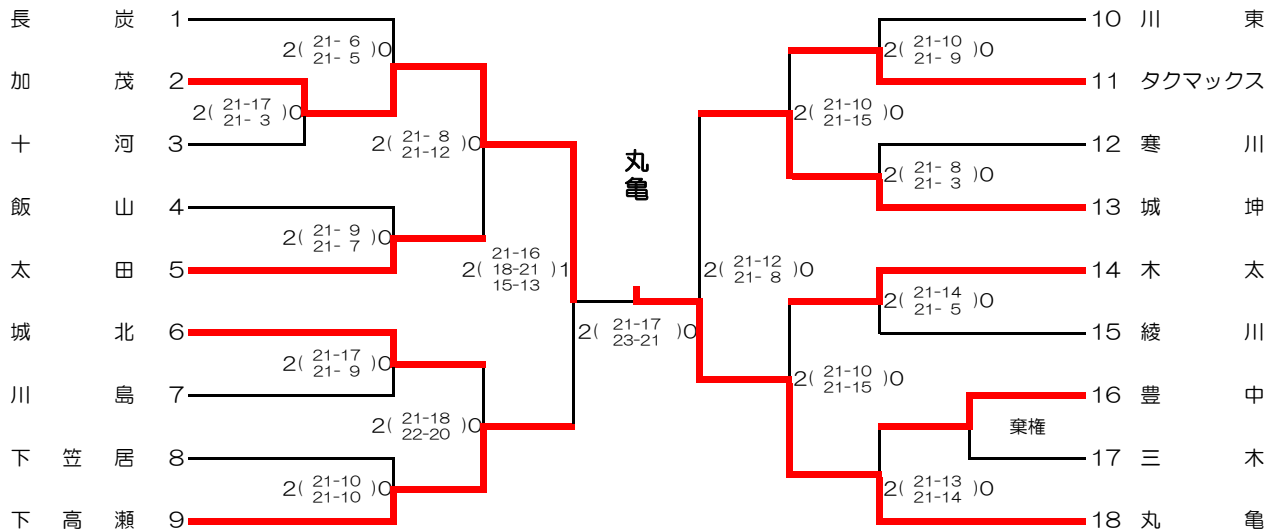 長炭 1
2( 21- 6 )0
21- 5
加茂 2
2( 21-17 )0
21- 3
十河 3
2( 21- 8 )0
21-12
飯山 4
2( 21- 9 )0
21- 7
太田 5
2( 21-16
18-21 )1
15-13
城北 6
2( 21-17 )0
21- 9
川島 7
2( 21-18 )0
22-20
下笠居 8
2( 21-10 )0
21-10
下高瀬 9
丸亀
2( 21-17 )0
23-21
10 川東
2( 21-10 )0
21- 9
11 タクマックス
2( 21-10 )0
21-15
12 寒川
2( 21- 8 )0
21- 3
13 城坤
2( 21-12 )0
21- 8
14 木太
2( 21-14 )0
21- 5
15 綾川
2( 21-10 )0
21-15
16 豊中
棄権
17 三木
2( 21-13 )0
21-14
18 丸亀